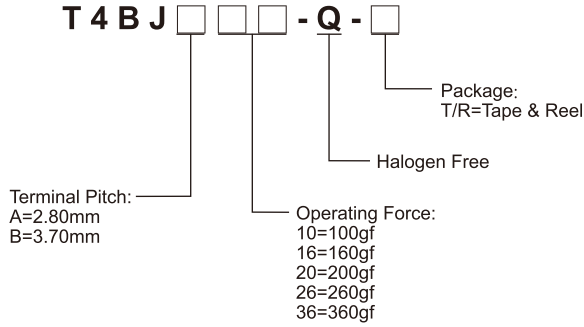 T4BJ□ □□-Q-□
Package:
T/R=Tape & Reel
Halogen Free
Terminal Pitch:
A=2.80mm
B=3.70mm
Operating Force:
10=100gf
16=160gf
20=200gf
26=260gf
36=360gf